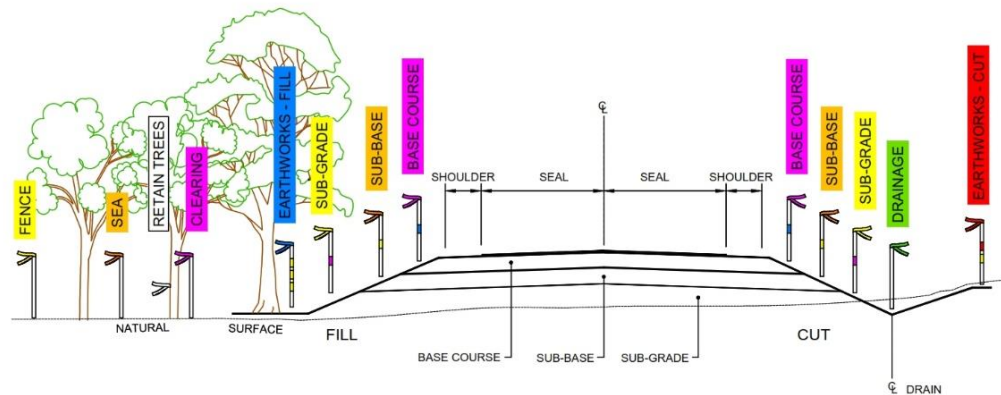 FENCE
SEA
RETAIN TREES
CLEARING
EARTHWORKS - FILL
SUB-GRADE
SUB-BASE
BASE COURSE
SHOULDER
SEAL
℄
SEAL
SHOULDER
BASE COURSE
SUB-BASE
SUB-GRADE
DRAINAGE
EARTHWORKS - CUT
NATURAL SURFACE
FILL
CUT
BASE COURSE
SUB-BASE
SUB-GRADE
℄ DRAIN